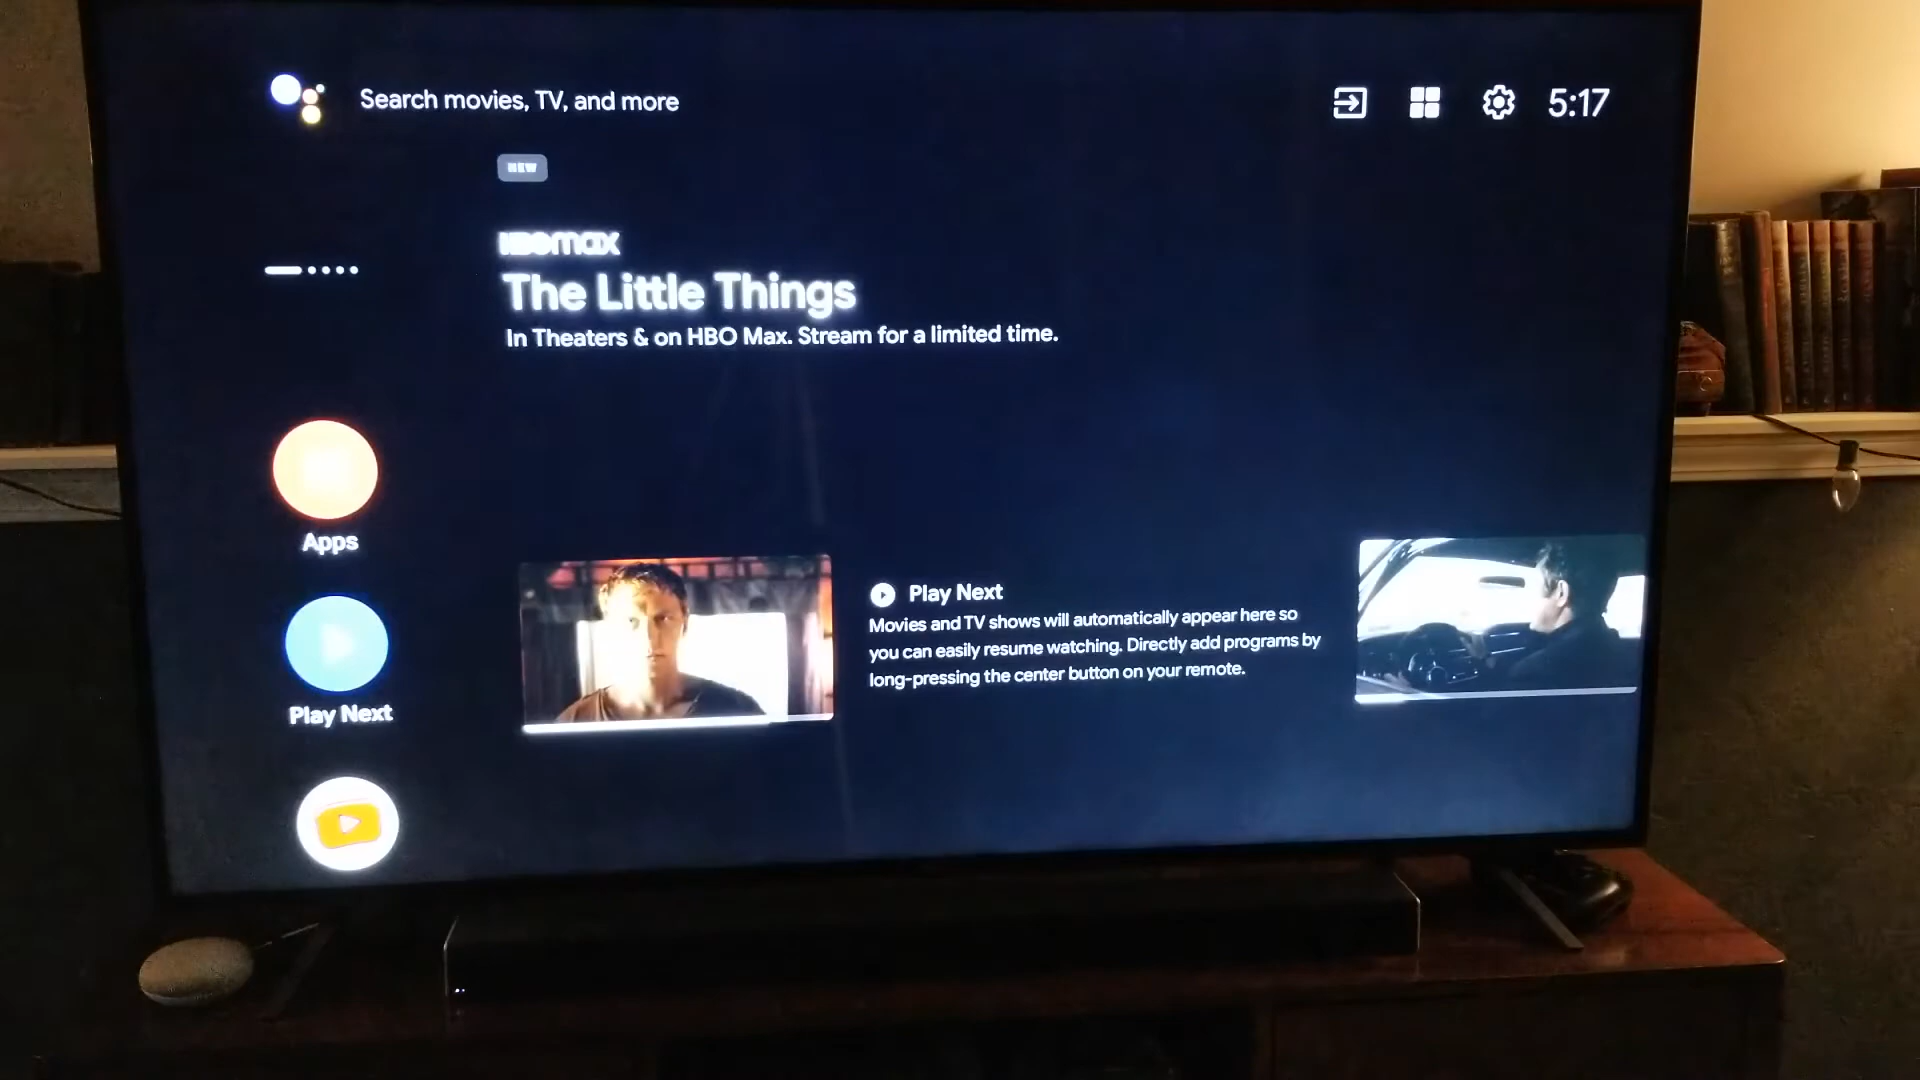 Search movies, TV, and more
5:17
NEW
HBOmax
The Little Things
In Theaters & on HBO Max. Stream for a limited time.
Apps
Play Next
Movies and TV shows will automatically appear here so
you can easily resume watching. Directly add programs by
long-pressing the center button on your remote.
Play Next